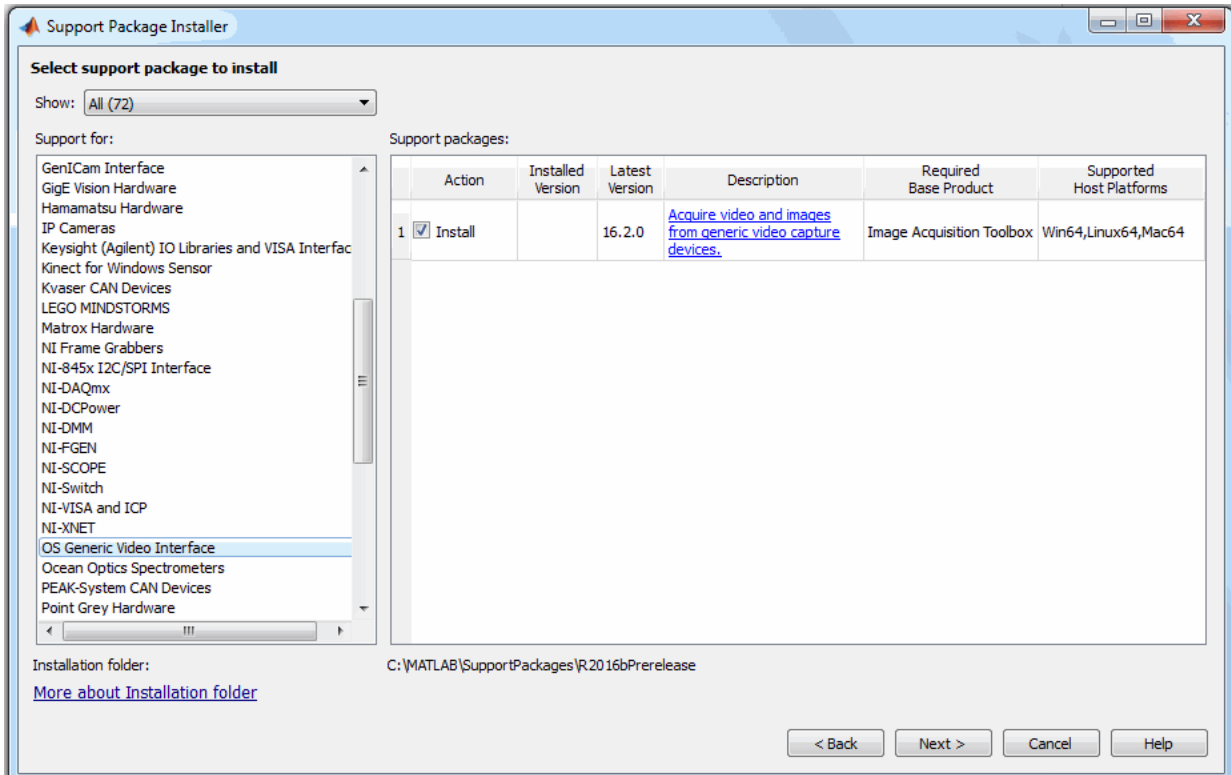 Support Package Installer
Select support package to install
Show: All (72)
Support for:
GenICam Interface
GigE Vision Hardware
Hamamatsu Hardware
IP Cameras
Keysight (Agilent) IO Libraries and VISA Interfac
Kinect for Windows Sensor
Kvaser CAN Devices
LEGO MINDSTORMS
Matrox Hardware
NI Frame Grabbers
NI-845x I2C/SPI Interface
NI-DAQmx
NI-DCPower
NI-DMM
NI-FGEN
NI-SCOPE
NI-Switch
NI-VISA and ICP
NI-XNET
OS Generic Video Interface
Ocean Optics Spectrometers
PEAK-System CAN Devices
Point Grey Hardware
Support packages:
Action
Installed
Version
Latest
Version
Description
Required
Base Product
Supported
Host Platforms
1 Install
16.2.0
Acquire video and images
from generic video capture
devices.
Image Acquisition Toolbox
Win64,Linux64,Mac64
Installation folder:
C:\MATLAB\SupportPackages\R2016bPrerelease
More about Installation folder
< Back
Next >
Cancel
Help